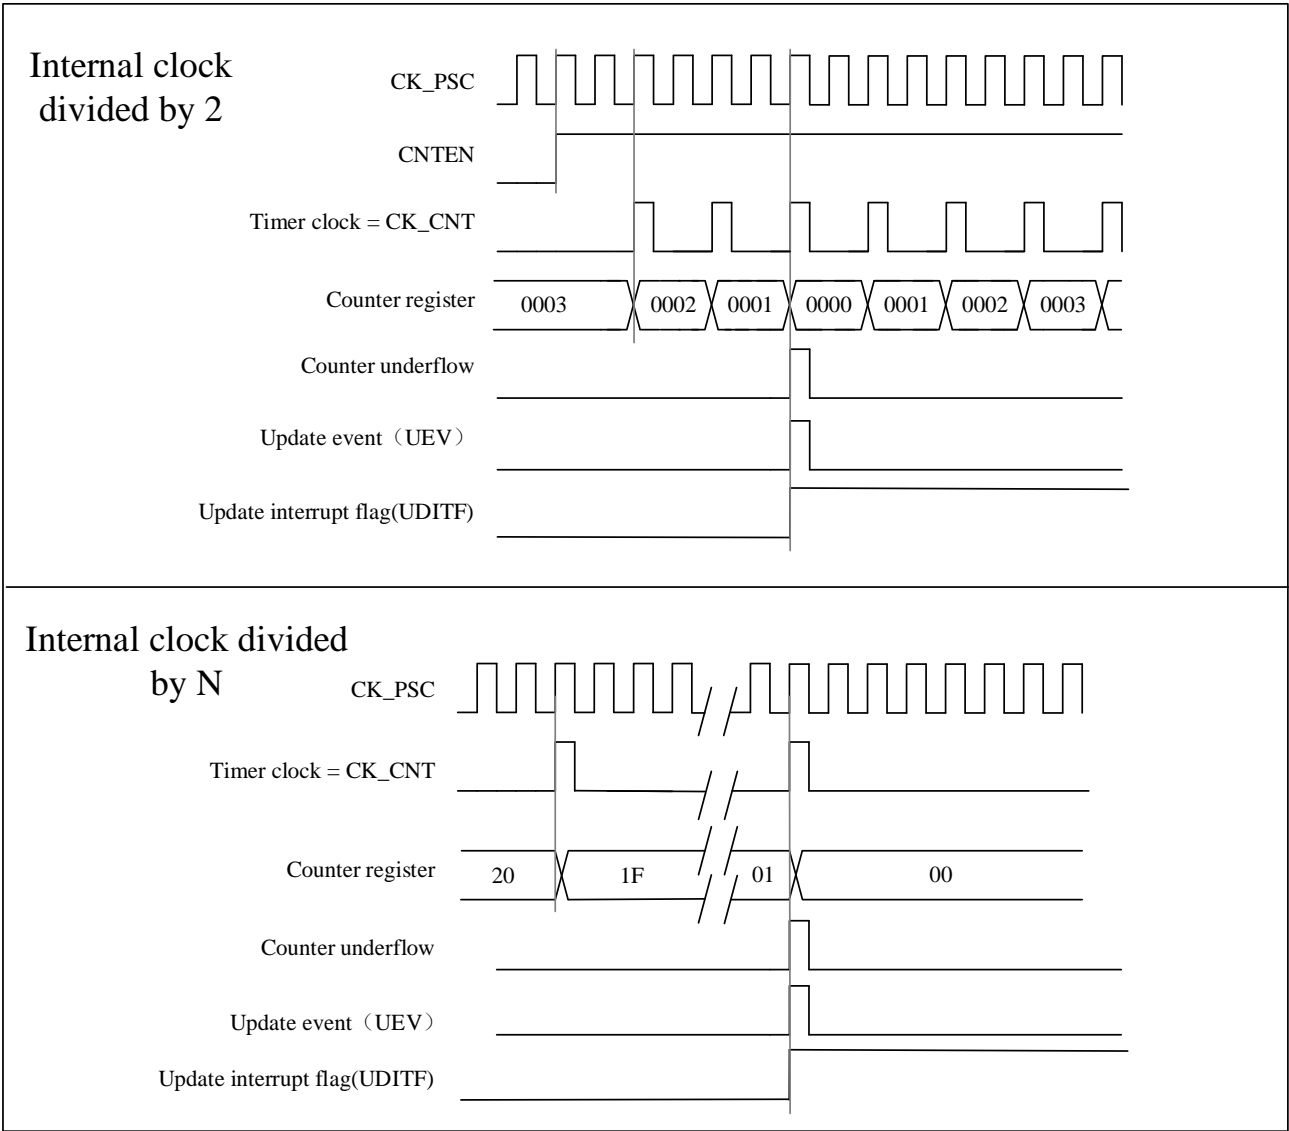 Internal clock
divided by 2
CK_PSC
CNTEN
Timer clock = CK_CNT
Counter register
0003
0002
0001
0000
0001
0002
0003
Counter underflow
Update event（UEV）
Update interrupt flag(UDITF)
Internal clock divided
by N
CK_PSC
Timer clock = CK_CNT
Counter register
20
1F
01
00
Counter underflow
Update event（UEV）
Update interrupt flag(UDITF)